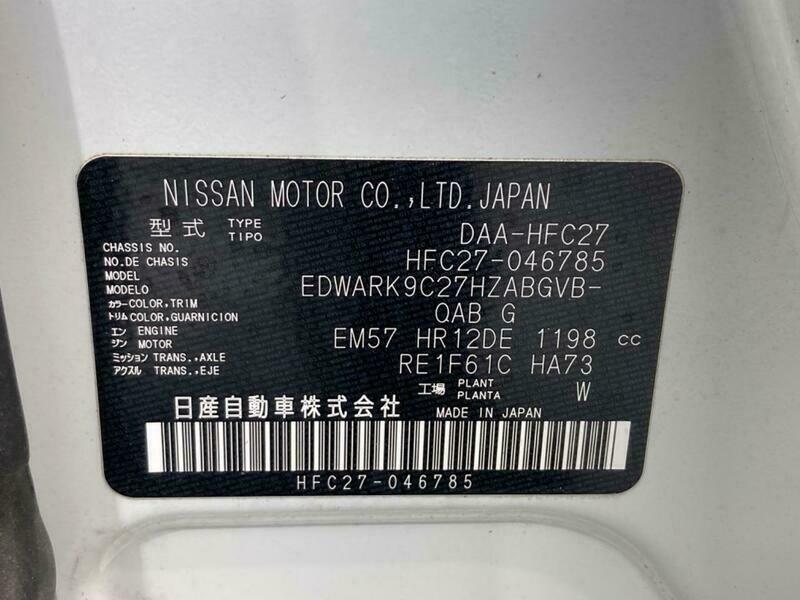 NISSAN MOTOR CO.,LTD.JAPAN
型式 TYPE TIPO DAA-HFC27
CHASSIS NO.
NO.DE CHASIS HFC27-046785
MODEL
MODELO EDWARK9C27HZABGVB-
カラー COLOR,TRIM
トリム COLOR,GUARNICION QAB G
エン ENGINE
ジン MOTOR EM57 HR12DE 1198 cc
ミッション TRANS.,AXLE
アクスル TRANS.,EJE RE1F61C HA73
工場 PLANT PLANTA W
日産自動車株式会社 MADE IN JAPAN
HFC27-046785